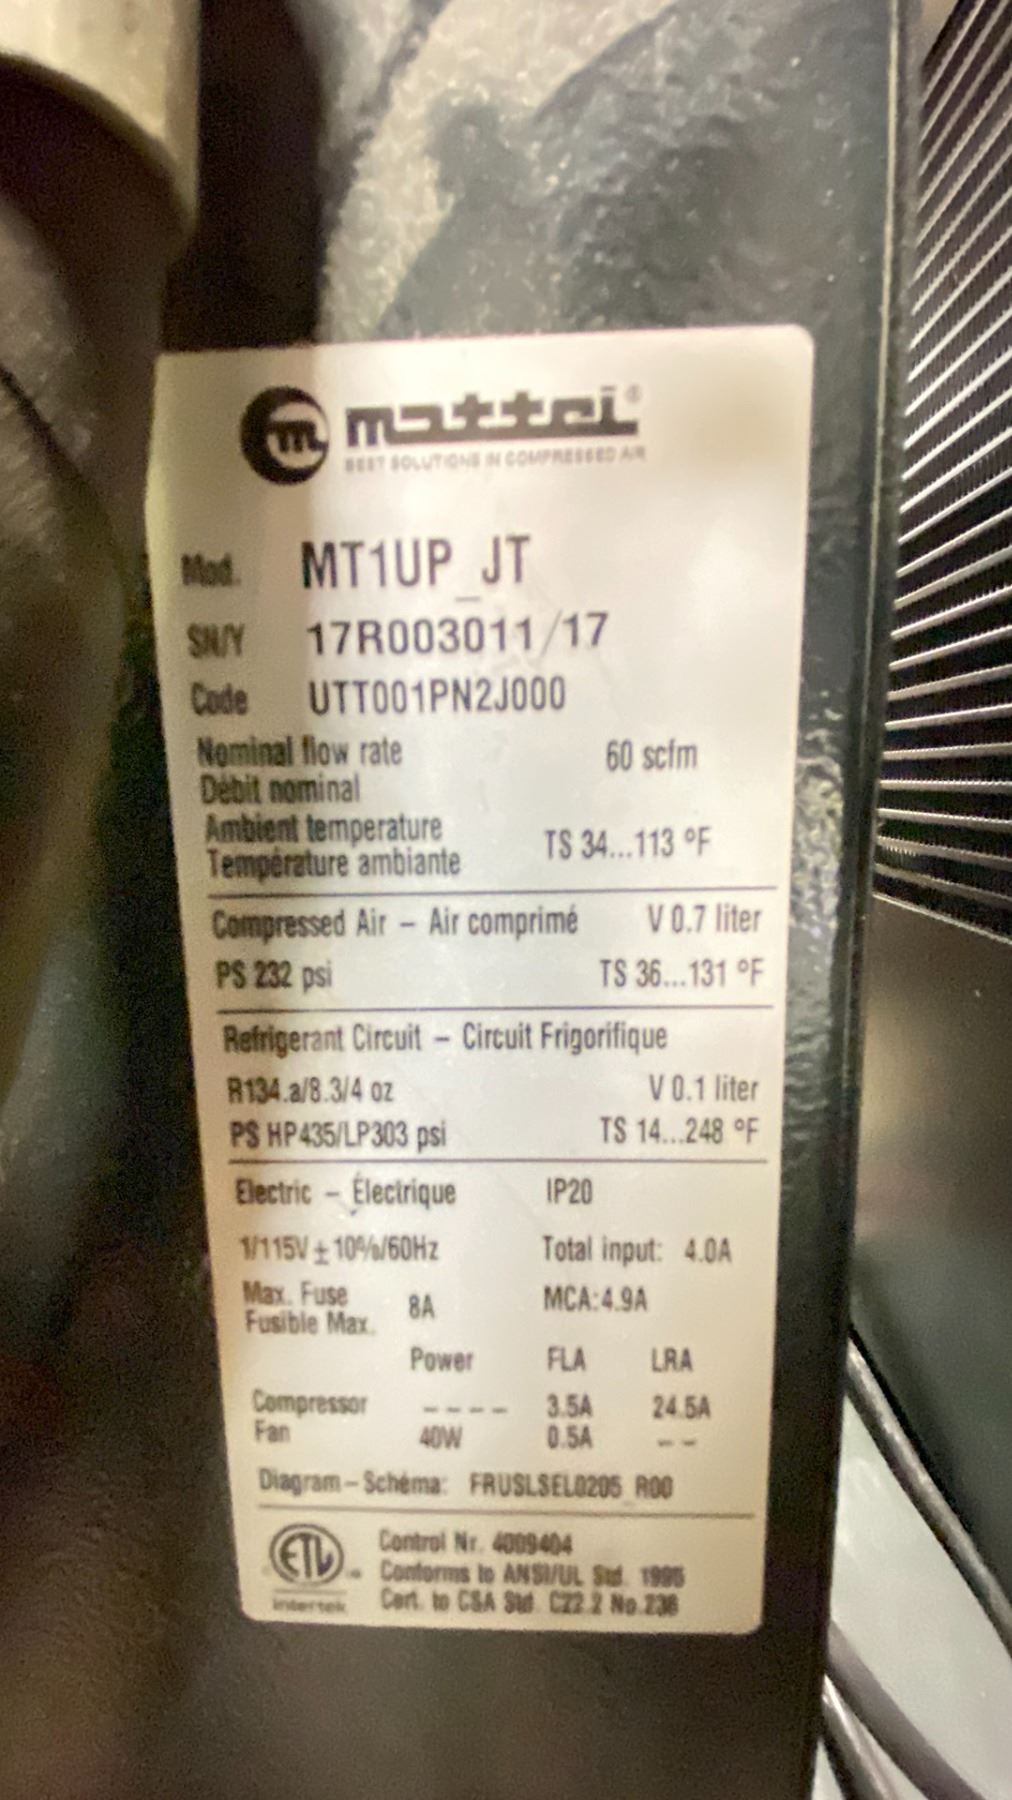 m mattei®
BEST SOLUTIONS IN COMPRESSED AIR
Mod. MT1UP_JT
SN/Y 17R003011/17
Code UTT001PN2J000
Nominal flow rate 60 scfm
Débit nominal
Ambient temperature TS 34...113 °F
Température ambiante
Compressed Air – Air comprimé V 0.7 liter
PS 232 psi TS 36...131 °F
Refrigerant Circuit – Circuit Frigorifique
R134.a/8.3/4 oz V 0.1 liter
PS HP435/LP303 psi TS 14...248 °F
Electric – Électrique IP20
1/115V ± 10%/60Hz Total input: 4.0A
Max. Fuse 8A MCA:4.9A
Fusible Max.
Power FLA LRA
Compressor ---- 3.5A 24.5A
Fan 40W 0.5A --
Diagram – Schéma: FRUSLSEL0205_R00
ETL Control Nr. 4009404
Conforms to ANSI/UL Std. 1995
Intertek Cert. to CSA Std. C22.2 No.236